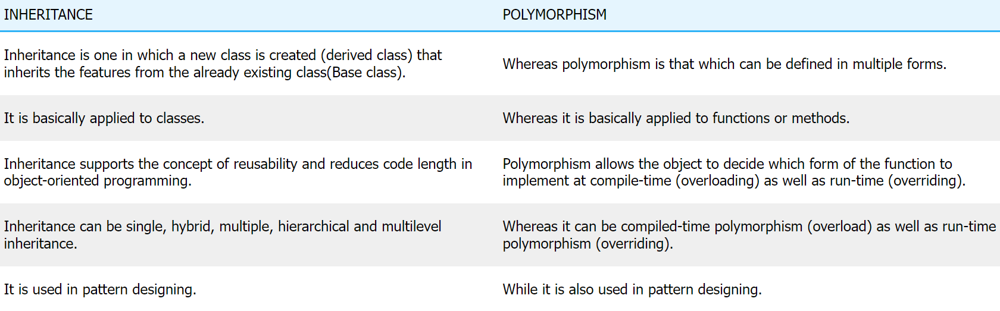 INHERITANCE
POLYMORPHISM
Inheritance is one in which a new class is created (derived class) that
inherits the features from the already existing class(Base class).
Whereas polymorphism is that which can be defined in multiple forms.
It is basically applied to classes.
Whereas it is basically applied to functions or methods.
Inheritance supports the concept of reusability and reduces code length in
object-oriented programming.
Polymorphism allows the object to decide which form of the function to
implement at compile-time (overloading) as well as run-time (overriding).
Inheritance can be single, hybrid, multiple, hierarchical and multilevel
inheritance.
Whereas it can be compiled-time polymorphism (overload) as well as run-time
polymorphism (overriding).
It is used in pattern designing.
While it is also used in pattern designing.